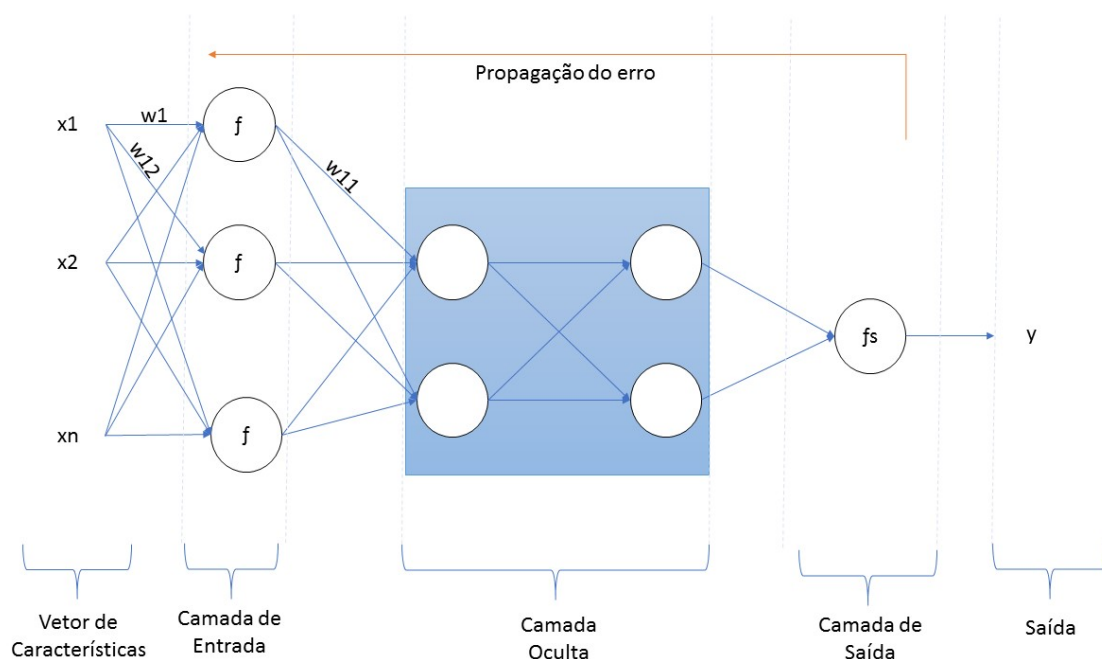 Propagação do erro
x1
w1
ƒ
w12
w11
x2
ƒ
ƒs
y
xn
ƒ
Vetor de
Características
Camada de
Entrada
Camada
Oculta
Camada de
Saída
Saída